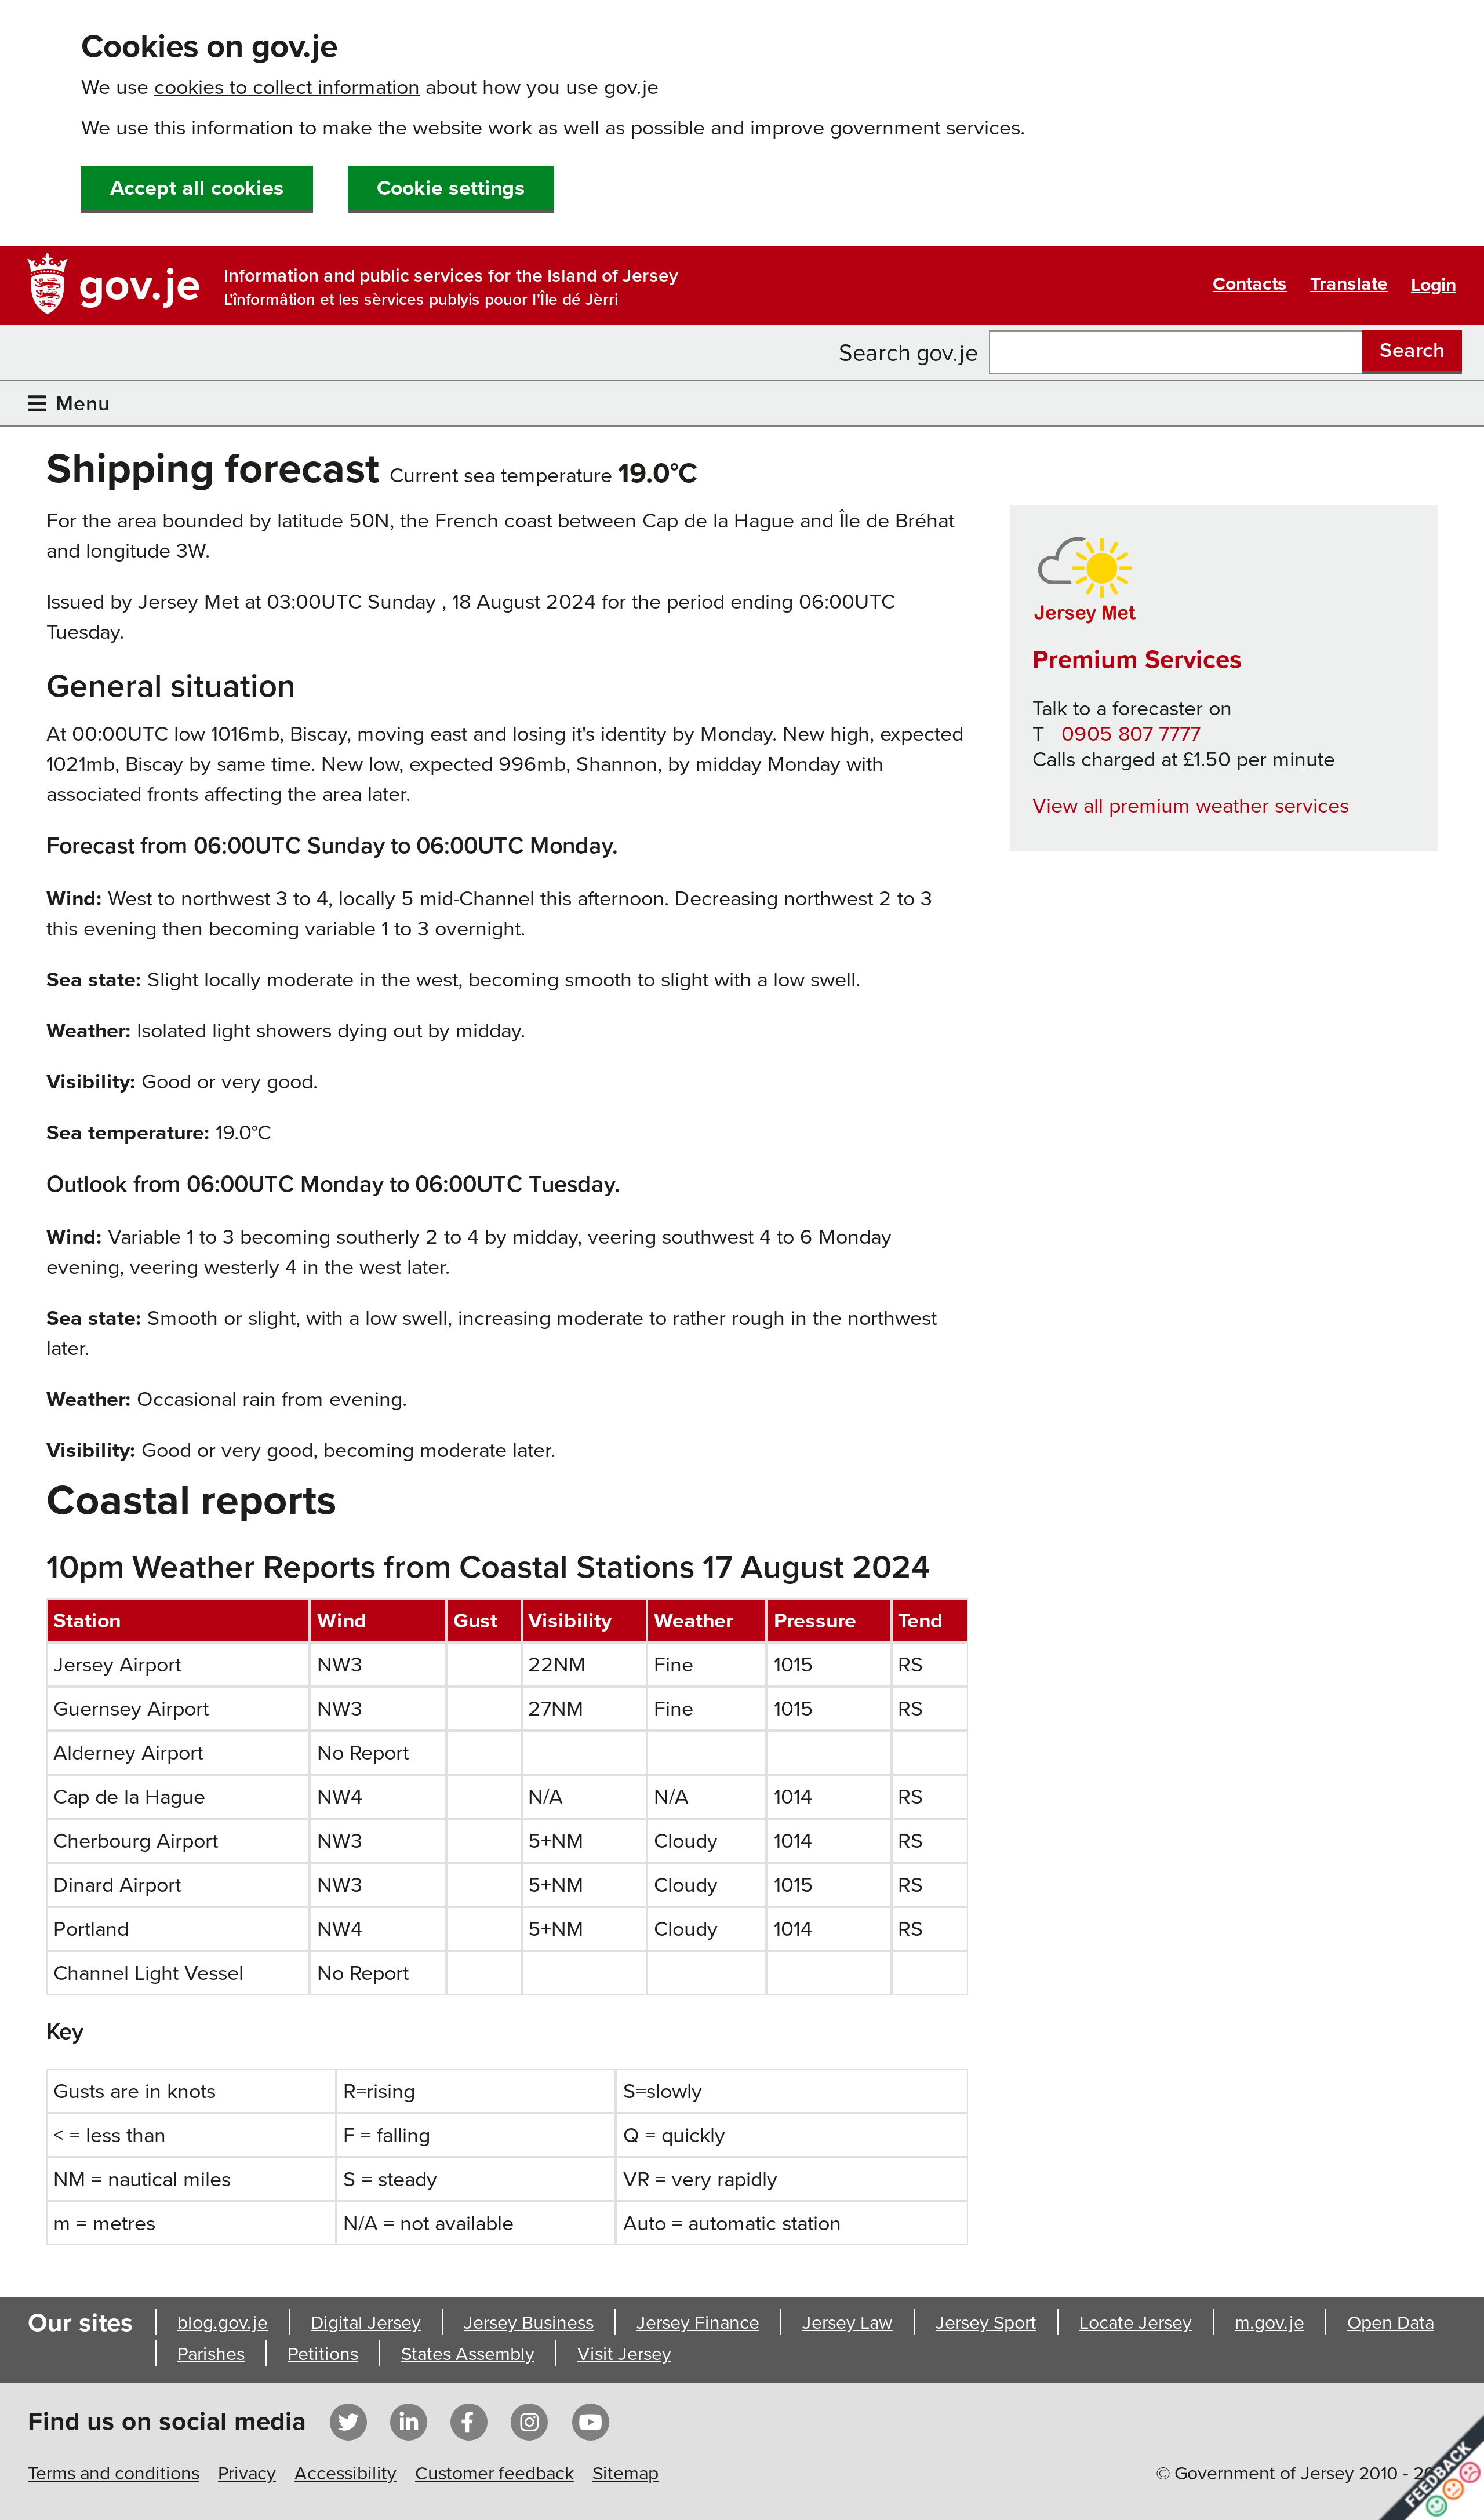 Cookies on gov.je
We use cookies to collect information about how you use gov.je
We use this information to make the website work as well as possible and improve government services.
Accept all cookies
Cookie settings
gov.je
Information and public services for the Island of Jersey
L'înformâtion et les sèrvices publyis pouor I'Île dé Jèrri
Contacts Translate Login
Search gov.je
Search
Menu
Shipping forecast Current sea temperature 19.0°C
For the area bounded by latitude 50N, the French coast between Cap de la Hague and Île de Bréhat
and longitude 3W.
Issued by Jersey Met at 03:00UTC Sunday , 18 August 2024 for the period ending 06:00UTC
Tuesday.
General situation
At 00:00UTC low 1016mb, Biscay, moving east and losing it's identity by Monday. New high, expected
1021mb, Biscay by same time. New low, expected 996mb, Shannon, by midday Monday with
associated fronts affecting the area later.
Forecast from 06:00UTC Sunday to 06:00UTC Monday.
Wind: West to northwest 3 to 4, locally 5 mid-Channel this afternoon. Decreasing northwest 2 to 3
this evening then becoming variable 1 to 3 overnight.
Sea state: Slight locally moderate in the west, becoming smooth to slight with a low swell.
Weather: Isolated light showers dying out by midday.
Visibility: Good or very good.
Sea temperature: 19.0°C
Outlook from 06:00UTC Monday to 06:00UTC Tuesday.
Wind: Variable 1 to 3 becoming southerly 2 to 4 by midday, veering southwest 4 to 6 Monday
evening, veering westerly 4 in the west later.
Sea state: Smooth or slight, with a low swell, increasing moderate to rather rough in the northwest
later.
Weather: Occasional rain from evening.
Visibility: Good or very good, becoming moderate later.
Jersey Met
Premium Services
Talk to a forecaster on
T 0905 807 7777
Calls charged at £1.50 per minute
View all premium weather services
Coastal reports
10pm Weather Reports from Coastal Stations 17 August 2024
Station Wind Gust Visibility Weather Pressure Tend
Jersey Airport NW3 22NM Fine 1015 RS
Guernsey Airport NW3 27NM Fine 1015 RS
Alderney Airport No Report
Cap de la Hague NW4 N/A N/A 1014 RS
Cherbourg Airport NW3 5+NM Cloudy 1014 RS
Dinard Airport NW3 5+NM Cloudy 1015 RS
Portland NW4 5+NM Cloudy 1014 RS
Channel Light Vessel No Report
Key
Gusts are in knots R=rising S=slowly
< = less than F = falling Q = quickly
NM = nautical miles S = steady VR = very rapidly
m = metres N/A = not available Auto = automatic station
Our sites blog.gov.je Digital Jersey Jersey Business Jersey Finance Jersey Law Jersey Sport Locate Jersey m.gov.je Open Data
Parishes Petitions States Assembly Visit Jersey
Find us on social media
Terms and conditions Privacy Accessibility Customer feedback Sitemap
© Government of Jersey 2010 -
FEEDBACK